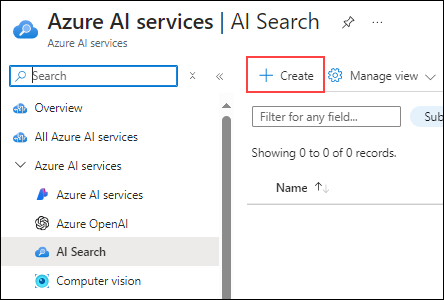 Azure AI services | AI Search
Azure AI services
Search
Create
Manage view
Overview
All Azure AI services
Azure AI services
Azure AI services
Azure OpenAI
AI Search
Computer vision
Filter for any field...
Sub
Showing 0 to 0 of 0 records.
Name